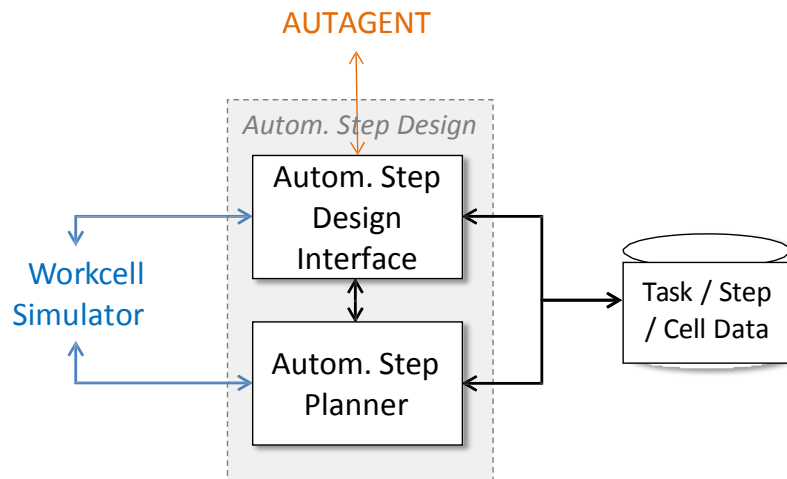 AUTAGENT
Autom. Step Design
Autom. Step
Design
Interface
Workcell
Simulator
Task / Step
/ Cell Data
Autom. Step
Planner